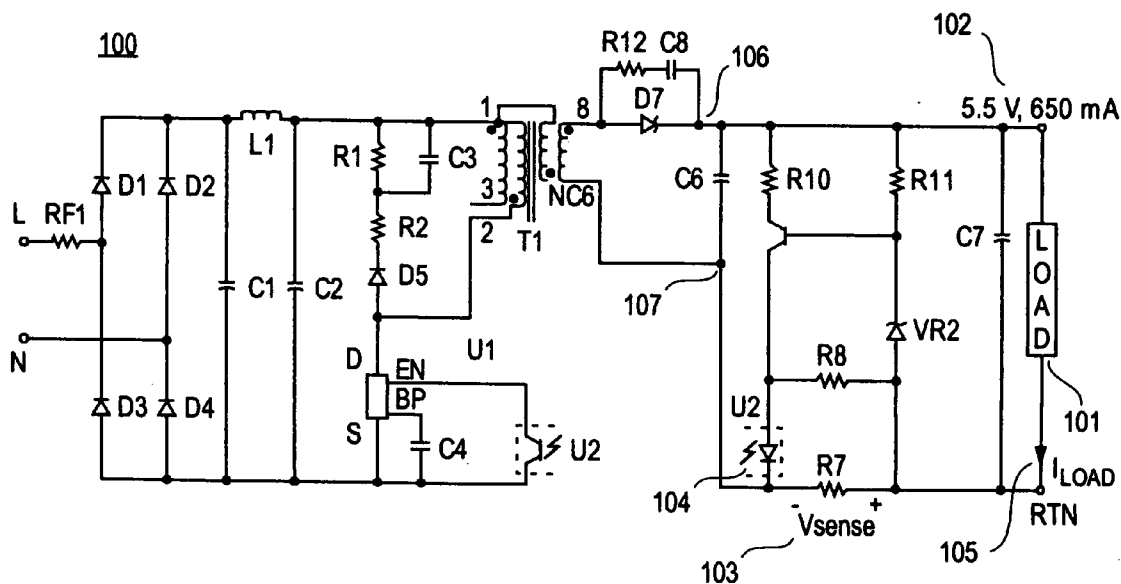 100
L
RF1
N
D1
D2
D3
D4
L1
C1
C2
R1
C3
R2
D5
D
U1
EN
BP
S
C4
U2
1
3
2
T1
8
NC6
R12
C8
D7
106
C6
107
R10
R11
VR2
R8
U2
104
R7
- Vsense +
103
102
5.5 V, 650 mA
C7
LOAD
101
ILOAD
105
RTN